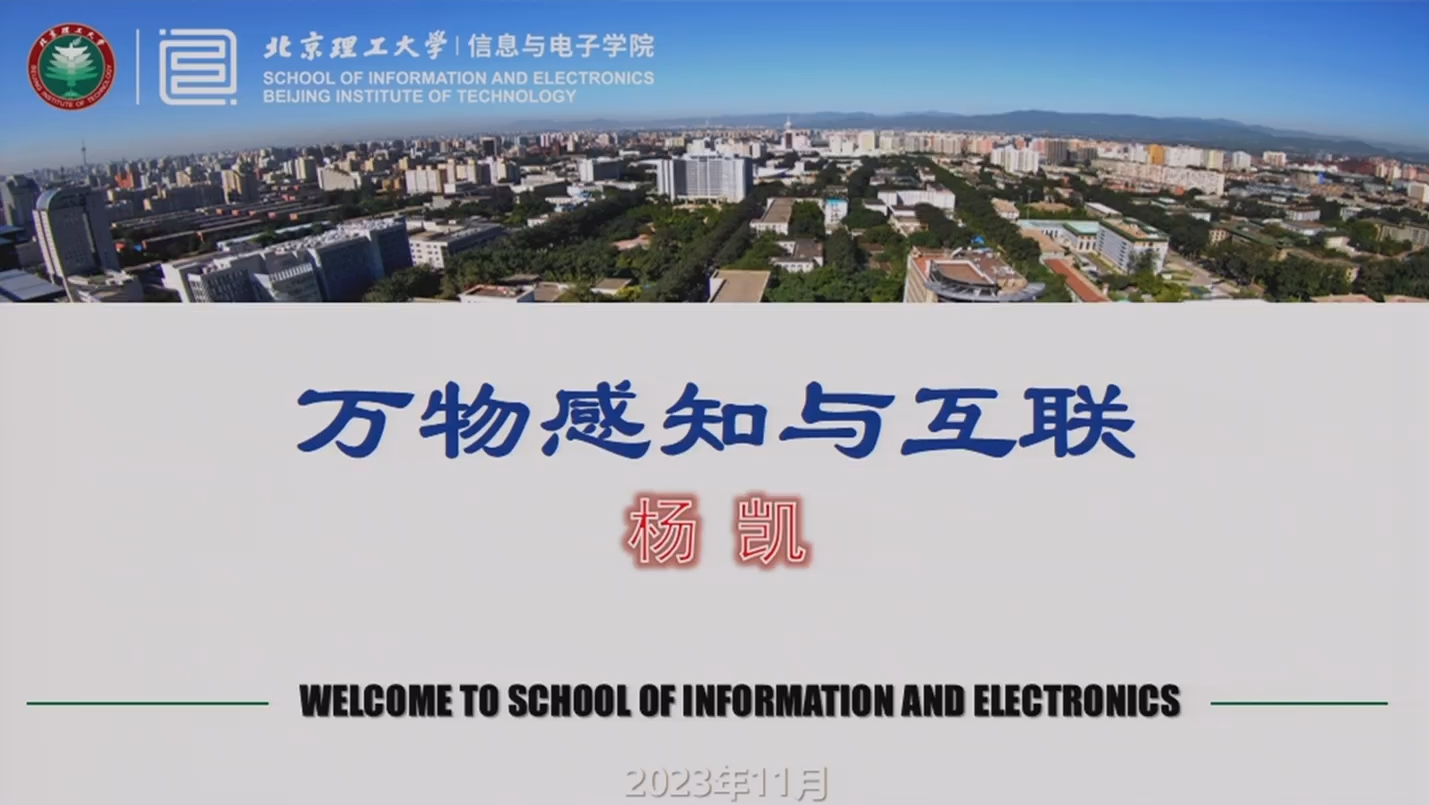 北京理工大学 | 信息与电子学院
SCHOOL OF INFORMATION AND ELECTRONICS
BEIJING INSTITUTE OF TECHNOLOGY
万物感知与互联
杨 凯
WELCOME TO SCHOOL OF INFORMATION AND ELECTRONICS
2023年11月